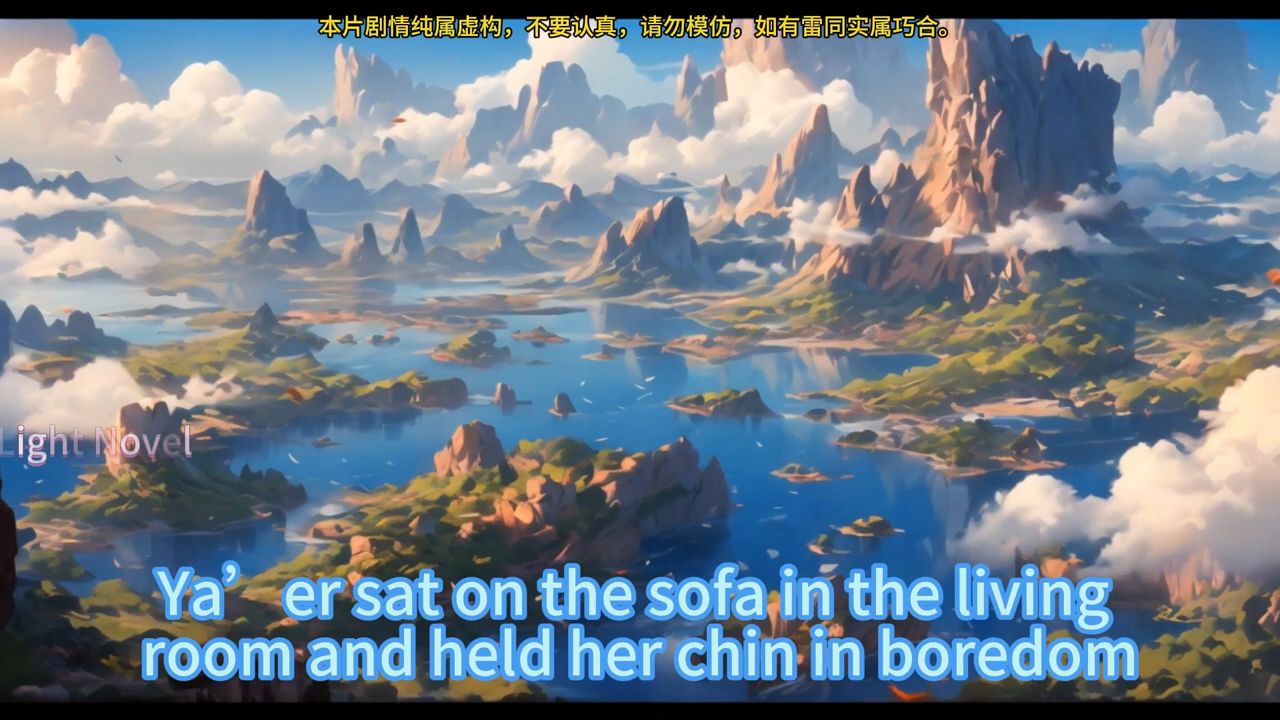 本片剧情纯属虚构，不要认真，请勿模仿，如有雷同实属巧合。
Light Novel
Ya’er sat on the sofa in the living
room and held her chin in boredom